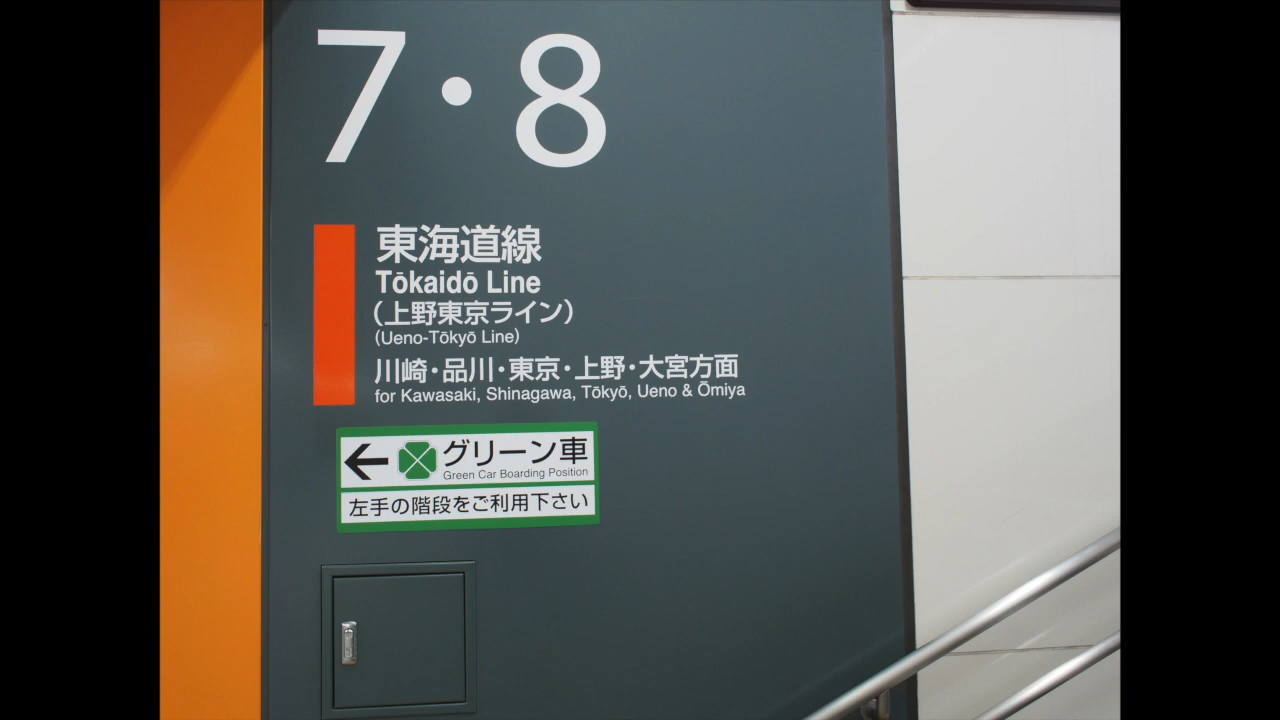 7・8
東海道線
Tōkaidō Line
（上野東京ライン）
(Ueno-Tōkyō Line)
川崎・品川・東京・上野・大宮方面
for Kawasaki, Shinagawa, Tōkyō, Ueno & Ōmiya
← グリーン車
Green Car Boarding Position
左手の階段をご利用下さい